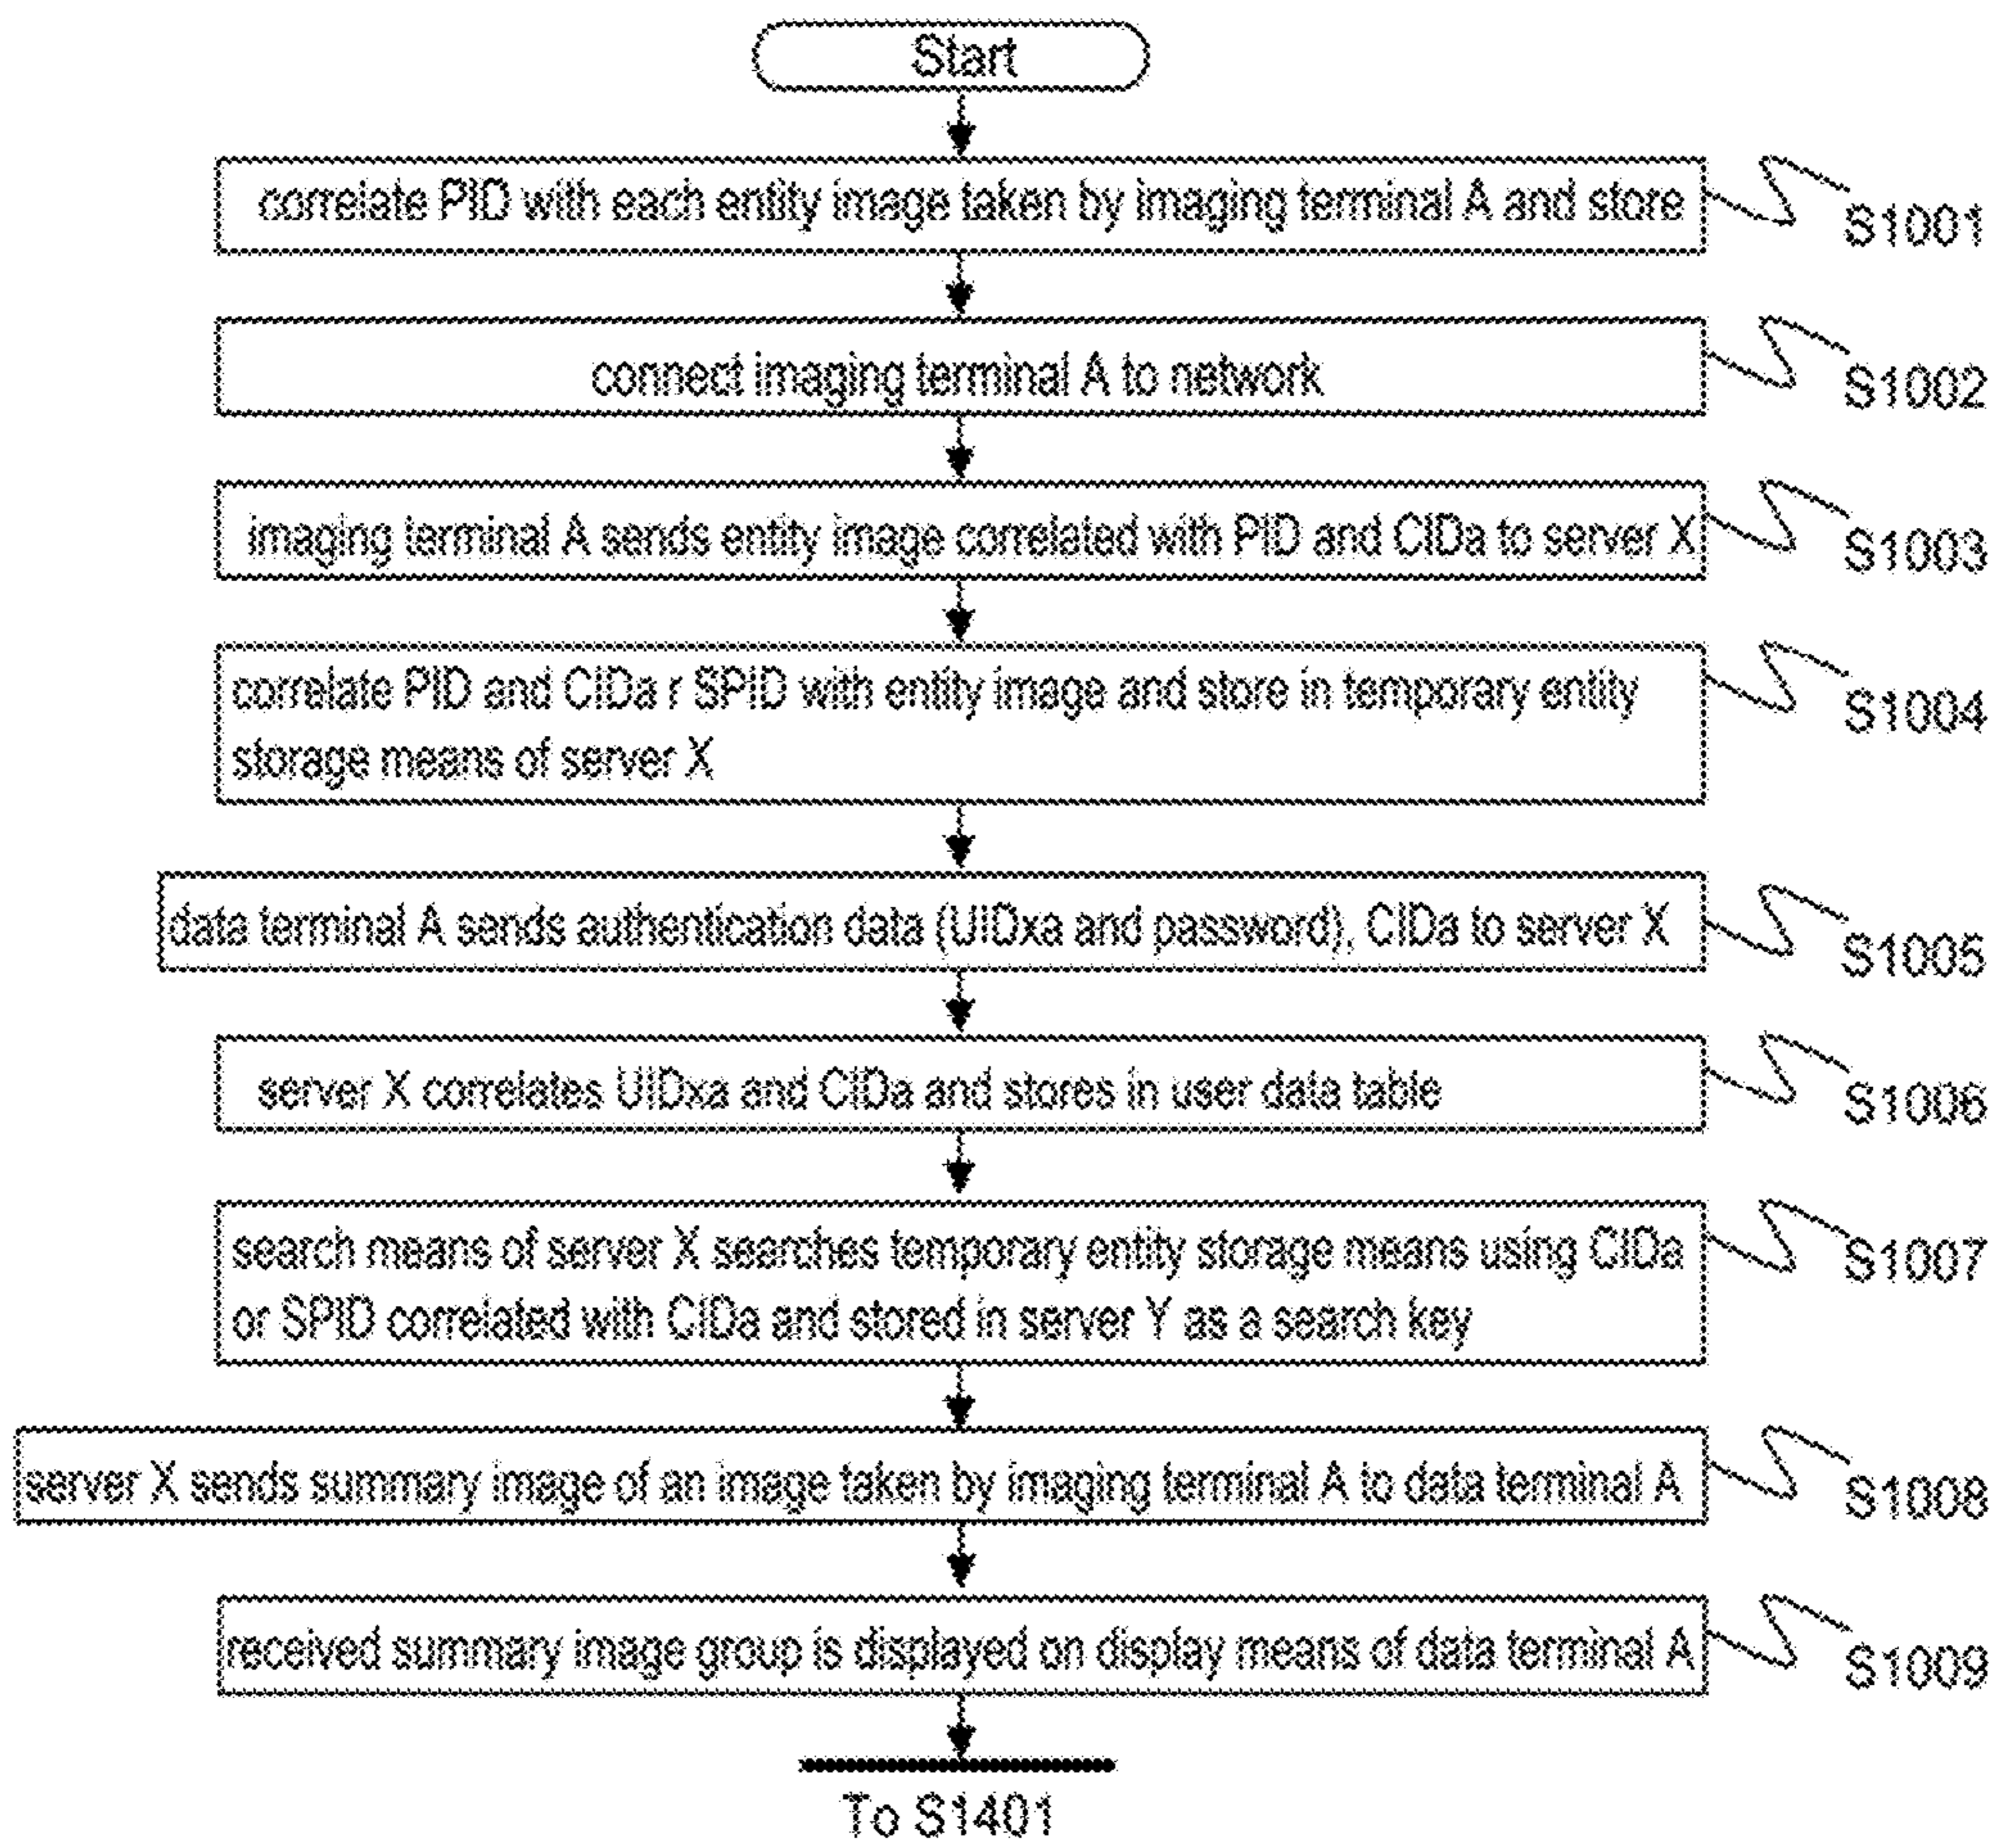 Start
correlate PID with each entity image taken by imaging terminal A and store
S1001
connect imaging terminal A to network
S1002
imaging terminal A sends entity image correlated with PID and CIDa to server X
S1003
correlate PID and CIDa r SPID with entity image and store in temporary entity
storage means of server X
S1004
data terminal A sends authentication data (UIDxa and password), CIDa to server X
S1005
server X correlates UIDxa and CIDa and stores in user data table
S1006
search means of server X searches temporary entity storage means using CIDa
or SPID correlated with CIDa and stored in server Y as a search key
S1007
server X sends summary image of an image taken by imaging terminal A to data terminal A
S1008
received summary image group is displayed on display means of data terminal A
S1009
To S1401